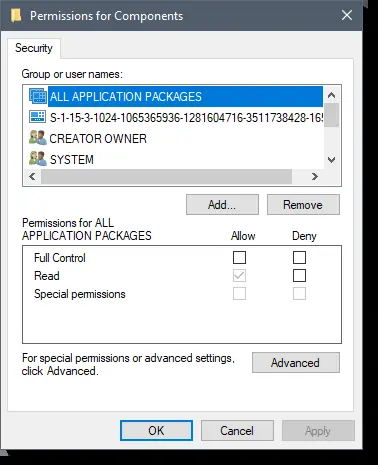 Permissions for Components
Security
Group or user names:
ALL APPLICATION PACKAGES
S-1-15-3-1024-1065365936-1281604716-3511738428-165
CREATOR OWNER
SYSTEM
Add...
Remove
Permissions for ALL
APPLICATION PACKAGES
Allow
Deny
Full Control
Read
Special permissions
For special permissions or advanced settings,
click Advanced.
Advanced
OK
Cancel
Apply